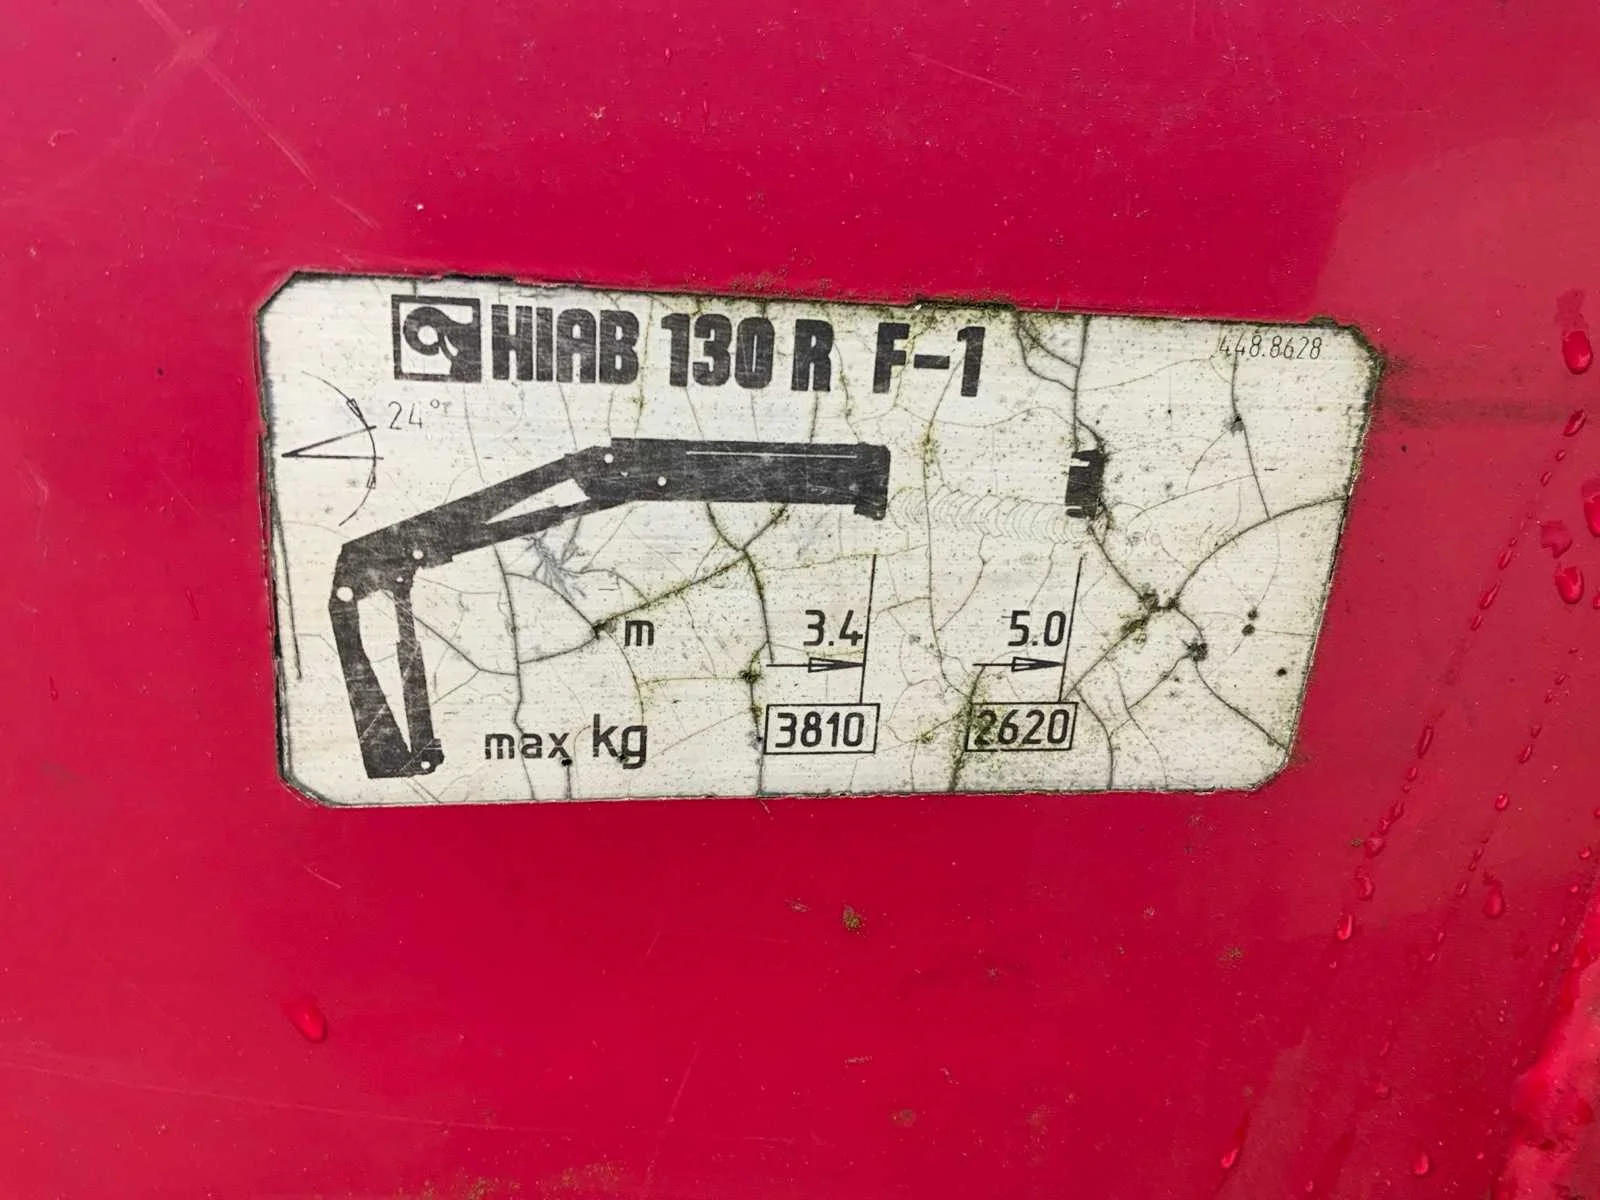 HIAB 130 R F-1
448.8628
24°
m 3.4 5.0
max kg 3810 2620